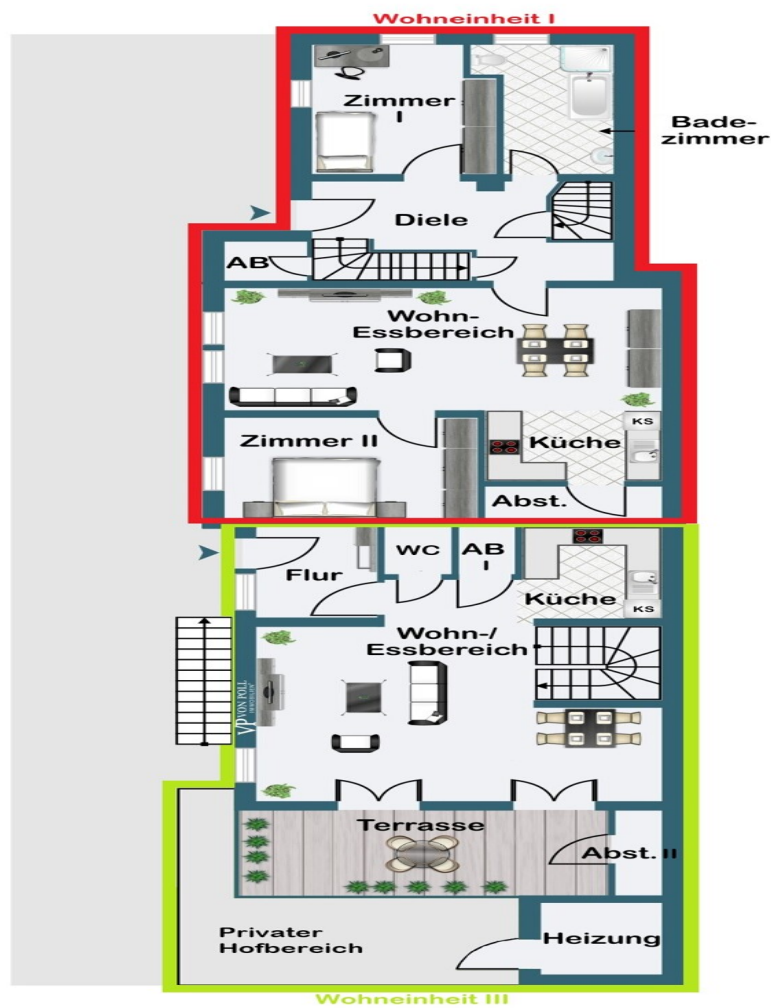 Wohneinheit I
Zimmer
I
Bade-
zimmer
Diele
AB
Wohn-
Essbereich
Zimmer II
Küche
KS
Abst.
Flur
WC
AB
I
Küche
KS
Wohn-/
Essbereich
VP VON POLL
IMMOBILIEN
Terrasse
Abst. II
Privater
Hofbereich
Heizung
Wohneinheit III